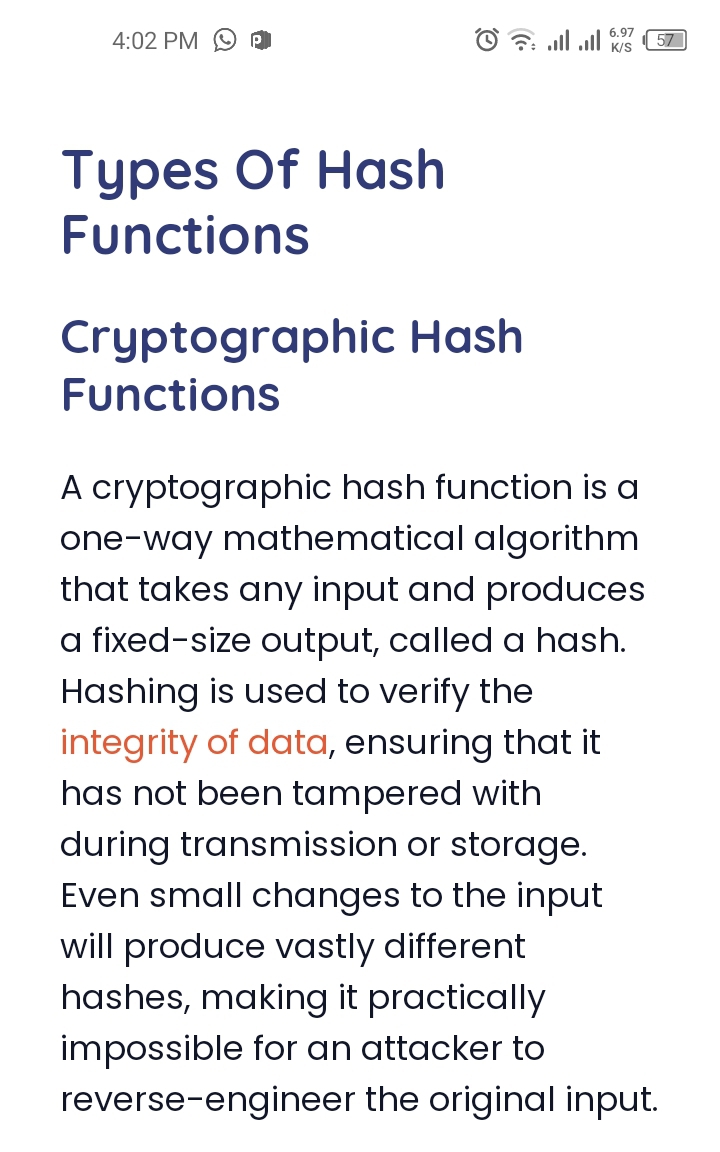 4:02 PM 6.97 K/S 57
Types Of Hash
Functions
Cryptographic Hash
Functions
A cryptographic hash function is a
one-way mathematical algorithm
that takes any input and produces
a fixed-size output, called a hash.
Hashing is used to verify the
integrity of data, ensuring that it
has not been tampered with
during transmission or storage.
Even small changes to the input
will produce vastly different
hashes, making it practically
impossible for an attacker to
reverse-engineer the original input.